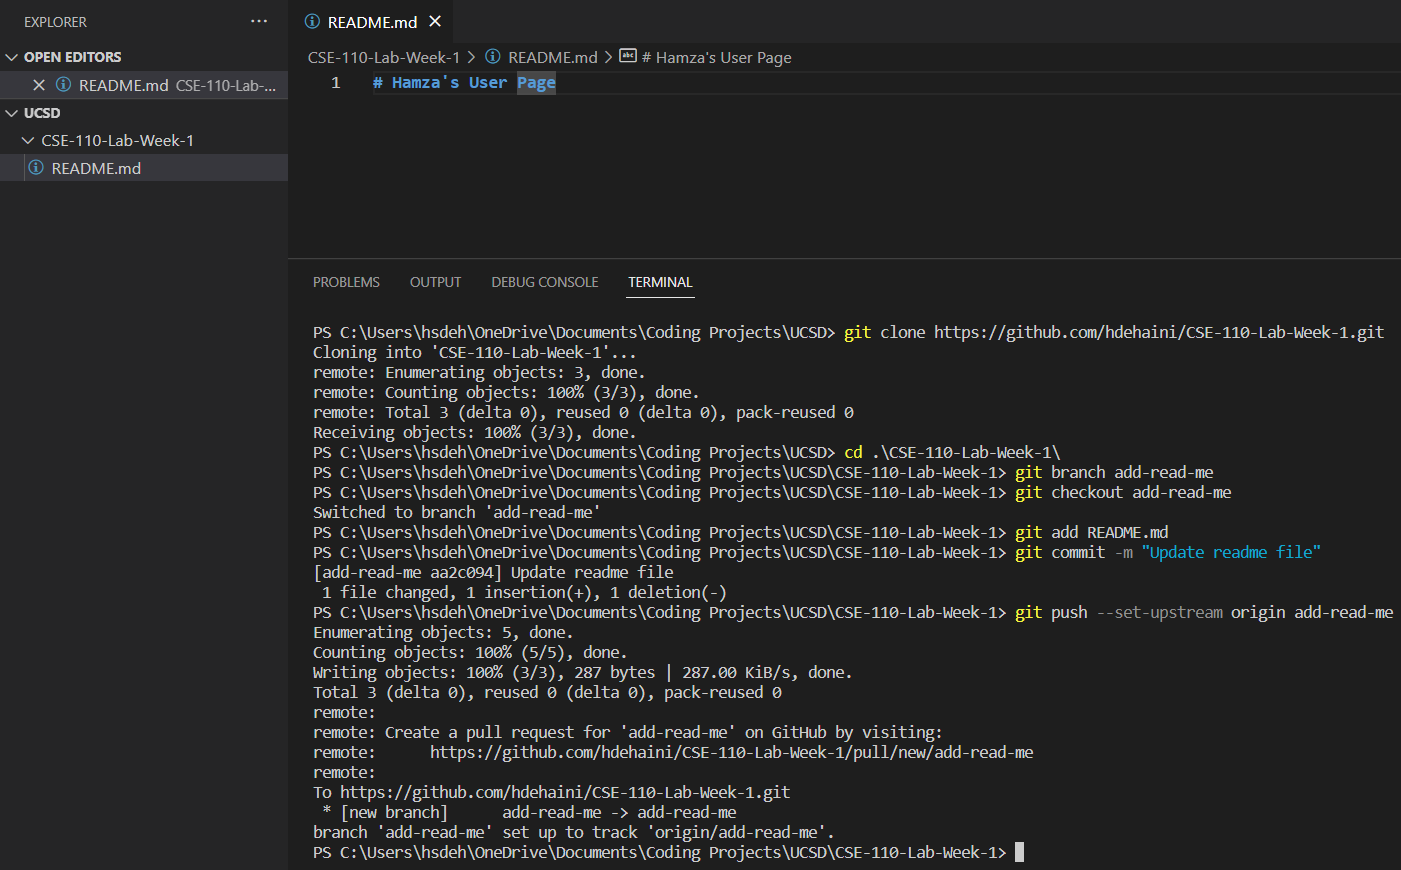 EXPLORER ...
OPEN EDITORS
README.md CSE-110-Lab-...
UCSD
CSE-110-Lab-Week-1
README.md
README.md
CSE-110-Lab-Week-1 > README.md > abc # Hamza's User Page
1 # Hamza's User Page
PROBLEMS OUTPUT DEBUG CONSOLE TERMINAL
PS C:\Users\hsdeh\OneDrive\Documents\Coding Projects\UCSD> git clone https://github.com/hdehaini/CSE-110-Lab-Week-1.git
Cloning into 'CSE-110-Lab-Week-1'...
remote: Enumerating objects: 3, done.
remote: Counting objects: 100% (3/3), done.
remote: Total 3 (delta 0), reused 0 (delta 0), pack-reused 0
Receiving objects: 100% (3/3), done.
PS C:\Users\hsdeh\OneDrive\Documents\Coding Projects\UCSD> cd .\CSE-110-Lab-Week-1\
PS C:\Users\hsdeh\OneDrive\Documents\Coding Projects\UCSD\CSE-110-Lab-Week-1> git branch add-read-me
PS C:\Users\hsdeh\OneDrive\Documents\Coding Projects\UCSD\CSE-110-Lab-Week-1> git checkout add-read-me
Switched to branch 'add-read-me'
PS C:\Users\hsdeh\OneDrive\Documents\Coding Projects\UCSD\CSE-110-Lab-Week-1> git add README.md
PS C:\Users\hsdeh\OneDrive\Documents\Coding Projects\UCSD\CSE-110-Lab-Week-1> git commit -m "Update readme file"
[add-read-me aa2c094] Update readme file
 1 file changed, 1 insertion(+), 1 deletion(-)
PS C:\Users\hsdeh\OneDrive\Documents\Coding Projects\UCSD\CSE-110-Lab-Week-1> git push --set-upstream origin add-read-me
Enumerating objects: 5, done.
Counting objects: 100% (5/5), done.
Writing objects: 100% (3/3), 287 bytes | 287.00 KiB/s, done.
Total 3 (delta 0), reused 0 (delta 0), pack-reused 0
remote:
remote: Create a pull request for 'add-read-me' on GitHub by visiting:
remote:      https://github.com/hdehaini/CSE-110-Lab-Week-1/pull/new/add-read-me
remote:
To https://github.com/hdehaini/CSE-110-Lab-Week-1.git
 * [new branch]      add-read-me -> add-read-me
branch 'add-read-me' set up to track 'origin/add-read-me'.
PS C:\Users\hsdeh\OneDrive\Documents\Coding Projects\UCSD\CSE-110-Lab-Week-1>